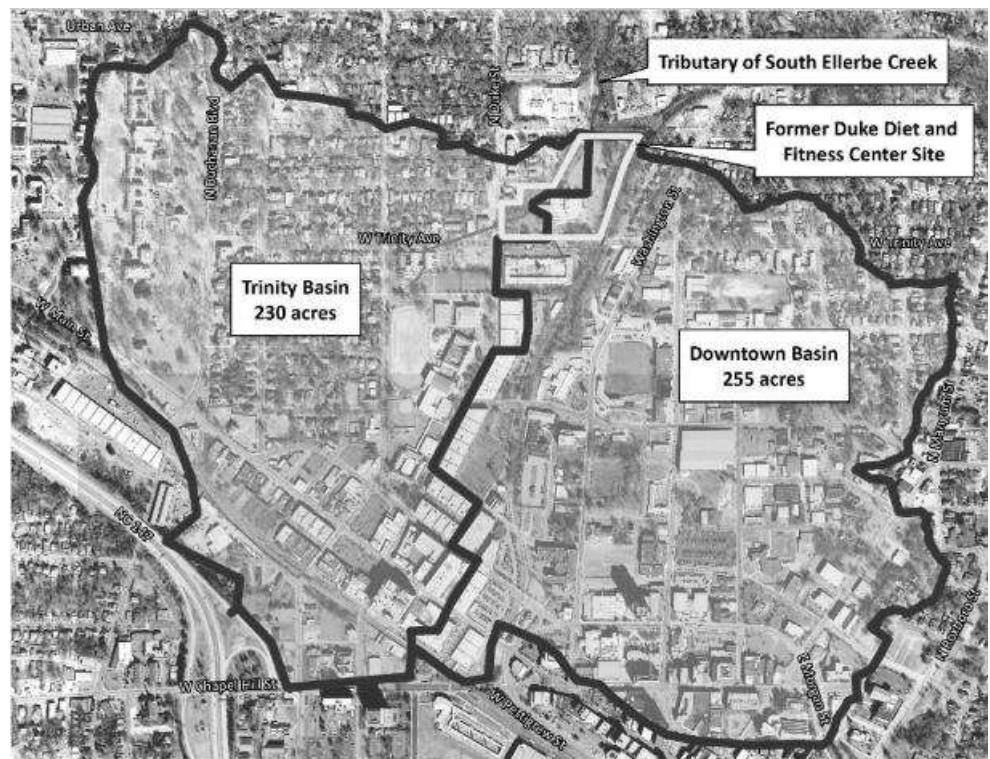 Urban Ave
N Buchanan Blvd
N Duke St
Tributary of South Ellerbe Creek
Former Duke Diet and
Fitness Center Site
W Trinity Ave
Washington St
W Trinity Ave
W Main St
Trinity Basin
230 acres
Downtown Basin
255 acres
N Mangum St
NC 147
N Roxboro St
W Chapel Hill St
W Pettigrew St
E Morgan St